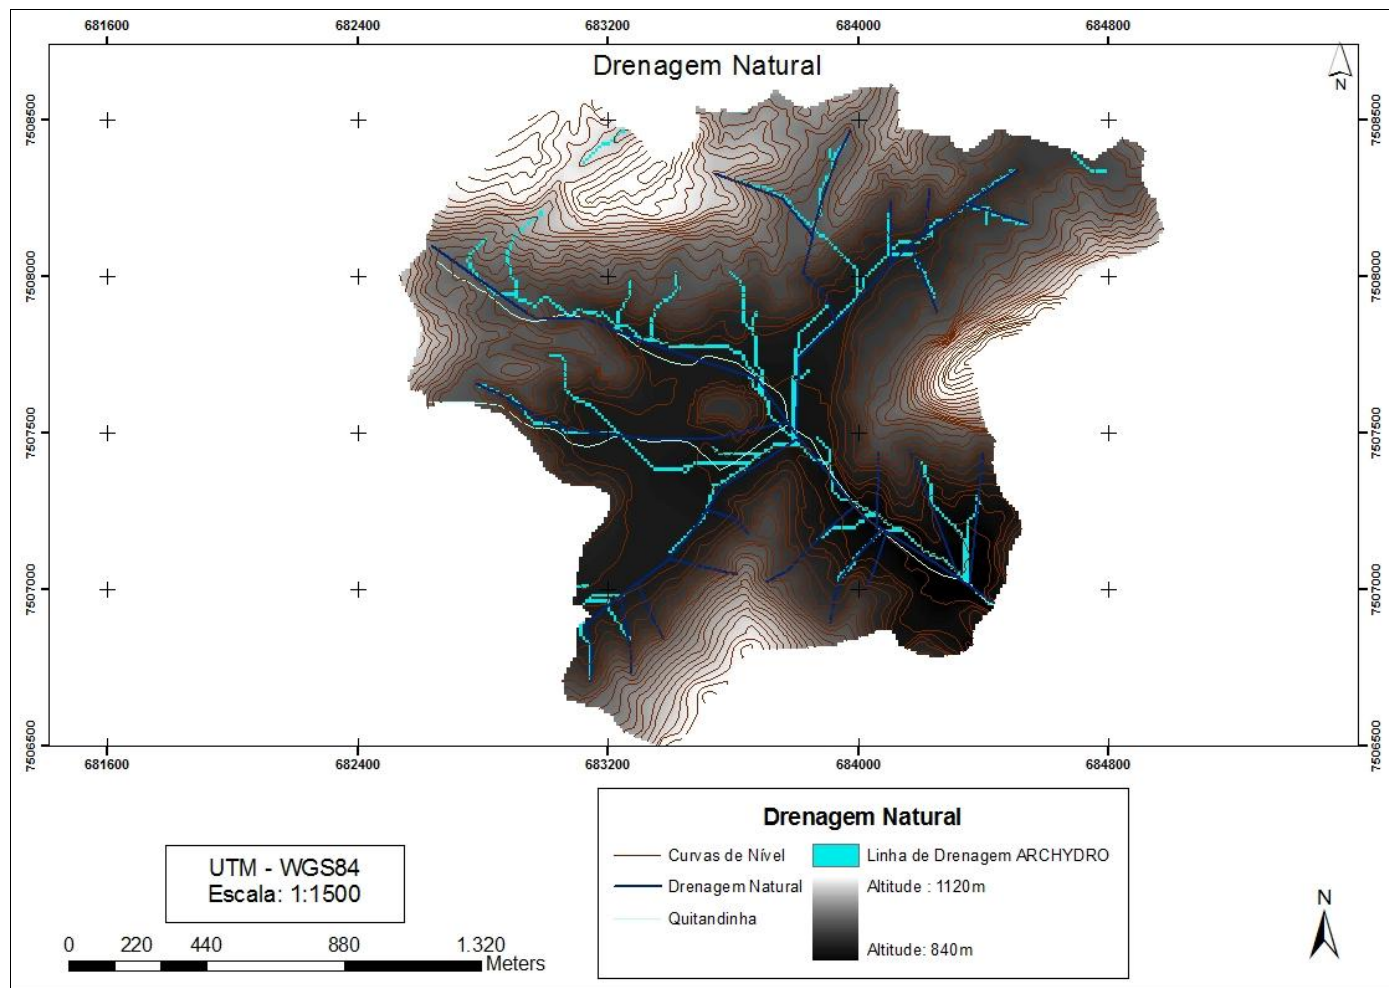 681600 682400 683200 684000 684800
Drenagem Natural
N
7508500 7508500
7508000 7508000
7507500 7507500
7507000 7507000
7506500 7506500
681600 682400 683200 684000 684800
Drenagem Natural
Curvas de Nível
Drenagem Natural
Quitandinha
Linha de Drenagem ARCHYDRO
Altitude : 1120m
Altitude: 840m
UTM - WGS84
Escala: 1:1500
0 220 440 880 1.320
Meters
N